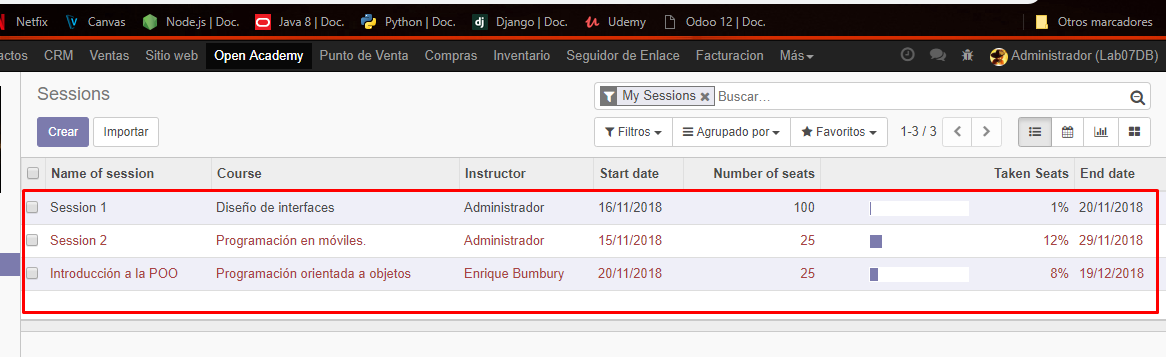 Netfix Canvas Node.js | Doc. Java 8 | Doc. Python | Doc. dj Django | Doc. Udemy Odoo 12 | Doc. Otros marcadores
actos CRM Ventas Sitio web Open Academy Punto de Venta Compras Inventario Seguidor de Enlace Facturacion Más Administrador (Lab07DB)
Sessions
My Sessions Buscar...
Crear Importar Filtros Agrupado por Favoritos 1-3 / 3
Name of session Course Instructor Start date Number of seats Taken Seats End date
Session 1 Diseño de interfaces Administrador 16/11/2018 100 1% 20/11/2018
Session 2 Programación en móviles. Administrador 15/11/2018 25 12% 29/11/2018
Introducción a la POO Programación orientada a objetos Enrique Bumbury 20/11/2018 25 8% 19/12/2018